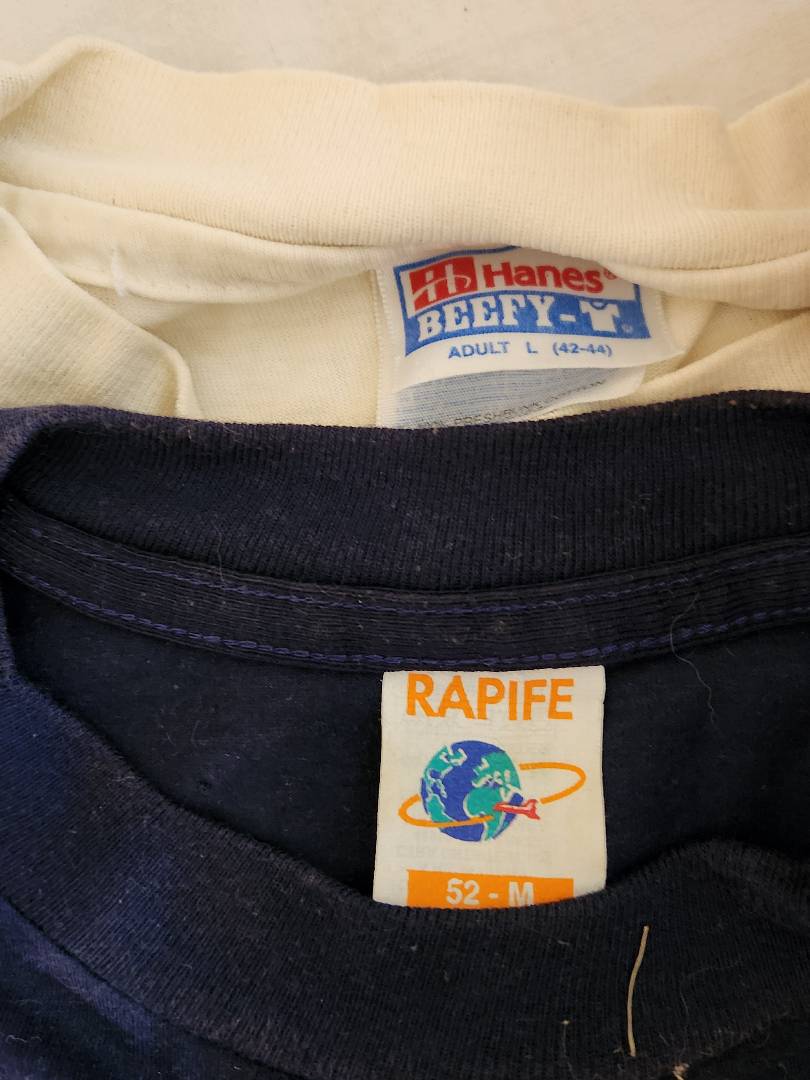 Hanes®
BEEFY-T®
ADULT L (42-44)
RAPIFE
52 - M